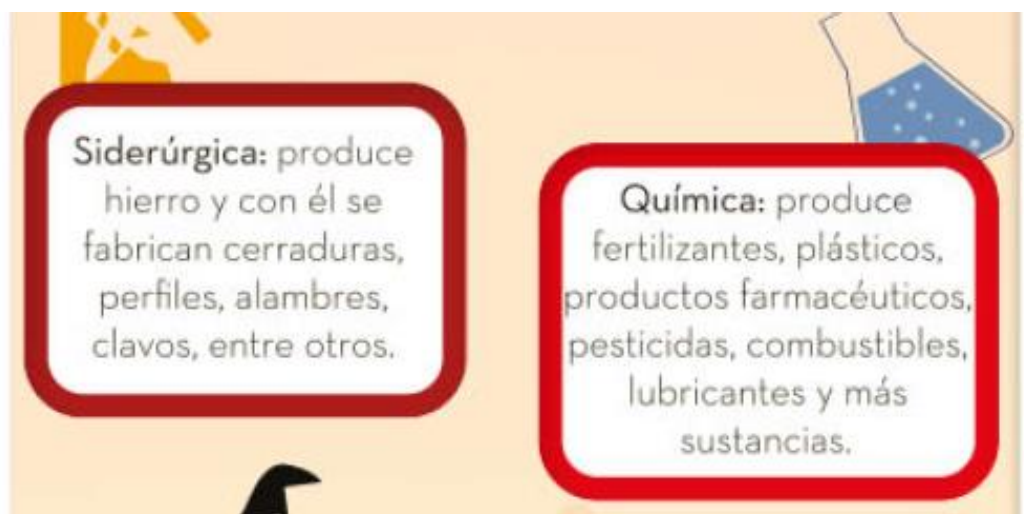 Siderúrgica: produce
hierro y con él se
fabrican cerraduras,
perfiles, alambres,
clavos, entre otros.
Química: produce
fertilizantes, plásticos,
productos farmacéuticos,
pesticidas, combustibles,
lubricantes y más
sustancias.